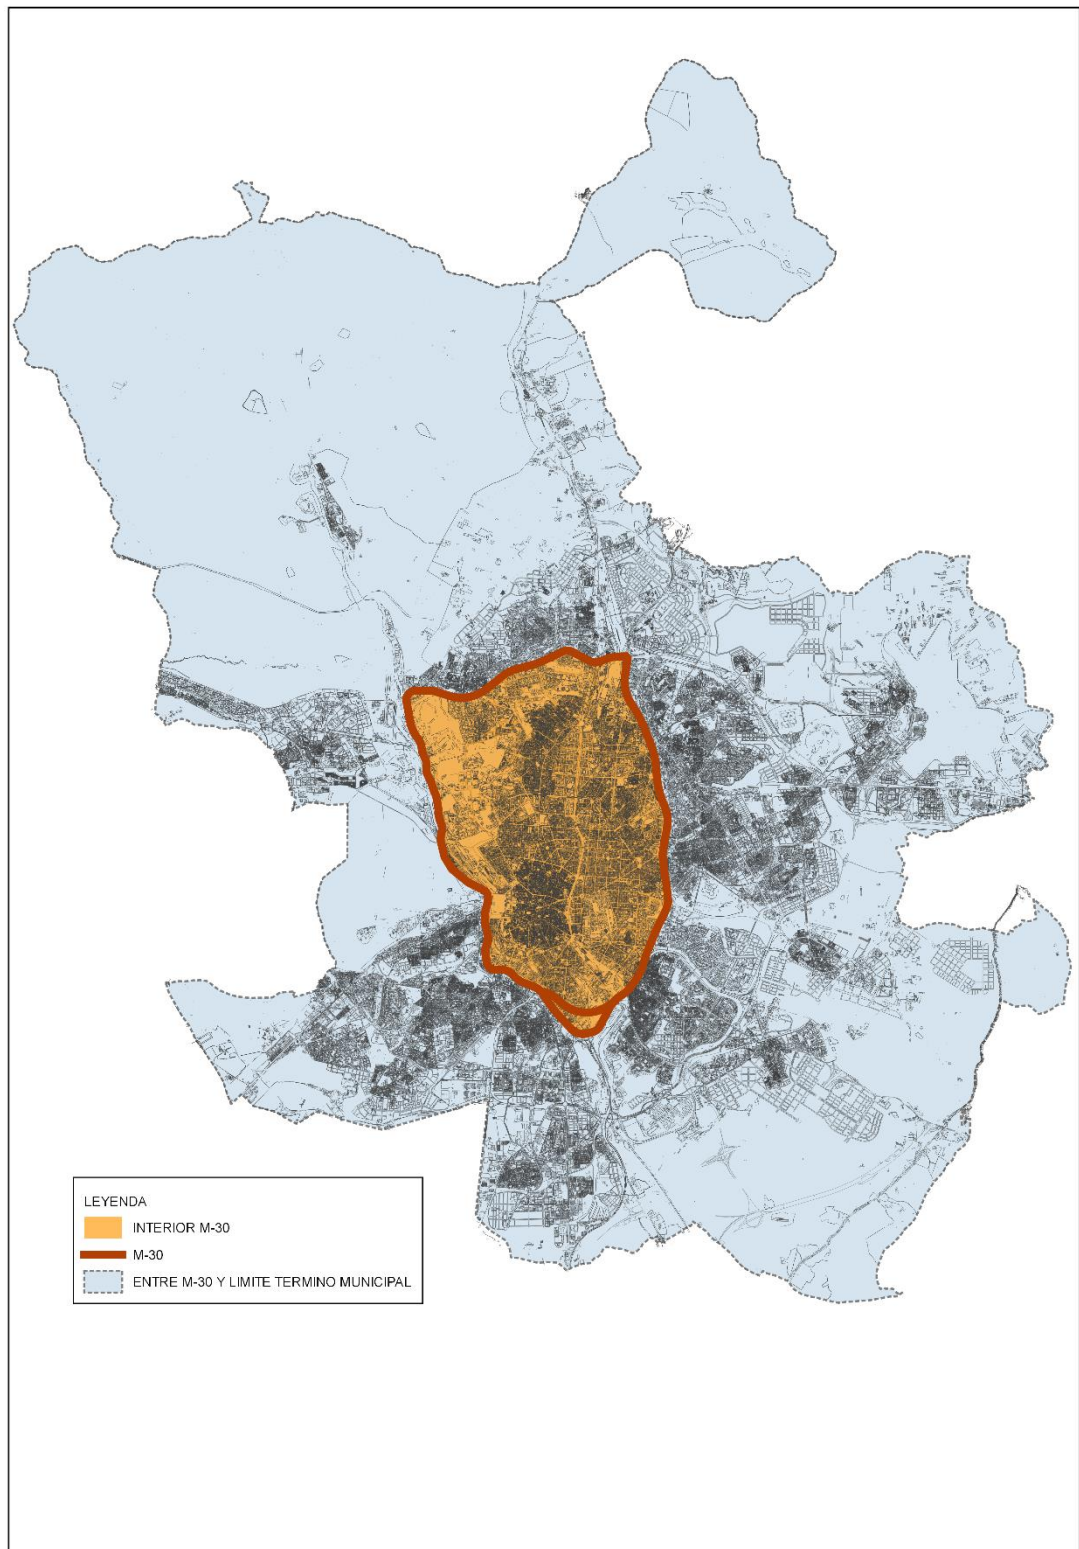 LEYENDA
INTERIOR M-30
M-30
ENTRE M-30 Y LIMITE TERMINO MUNICIPAL